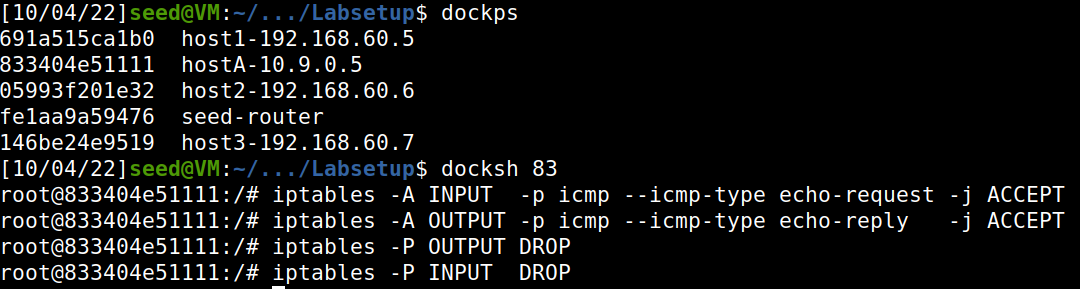 [10/04/22]seed@VM:~/.../Labsetup$ dockps
691a515ca1b0  host1-192.168.60.5
833404e51111  hostA-10.9.0.5
05993f201e32  host2-192.168.60.6
fe1aa9a59476  seed-router
146be24e9519  host3-192.168.60.7
[10/04/22]seed@VM:~/.../Labsetup$ docksh 83
root@833404e51111:/# iptables -A INPUT  -p icmp --icmp-type echo-request -j ACCEPT
root@833404e51111:/# iptables -A OUTPUT -p icmp --icmp-type echo-reply   -j ACCEPT
root@833404e51111:/# iptables -P OUTPUT DROP
root@833404e51111:/# iptables -P INPUT  DROP